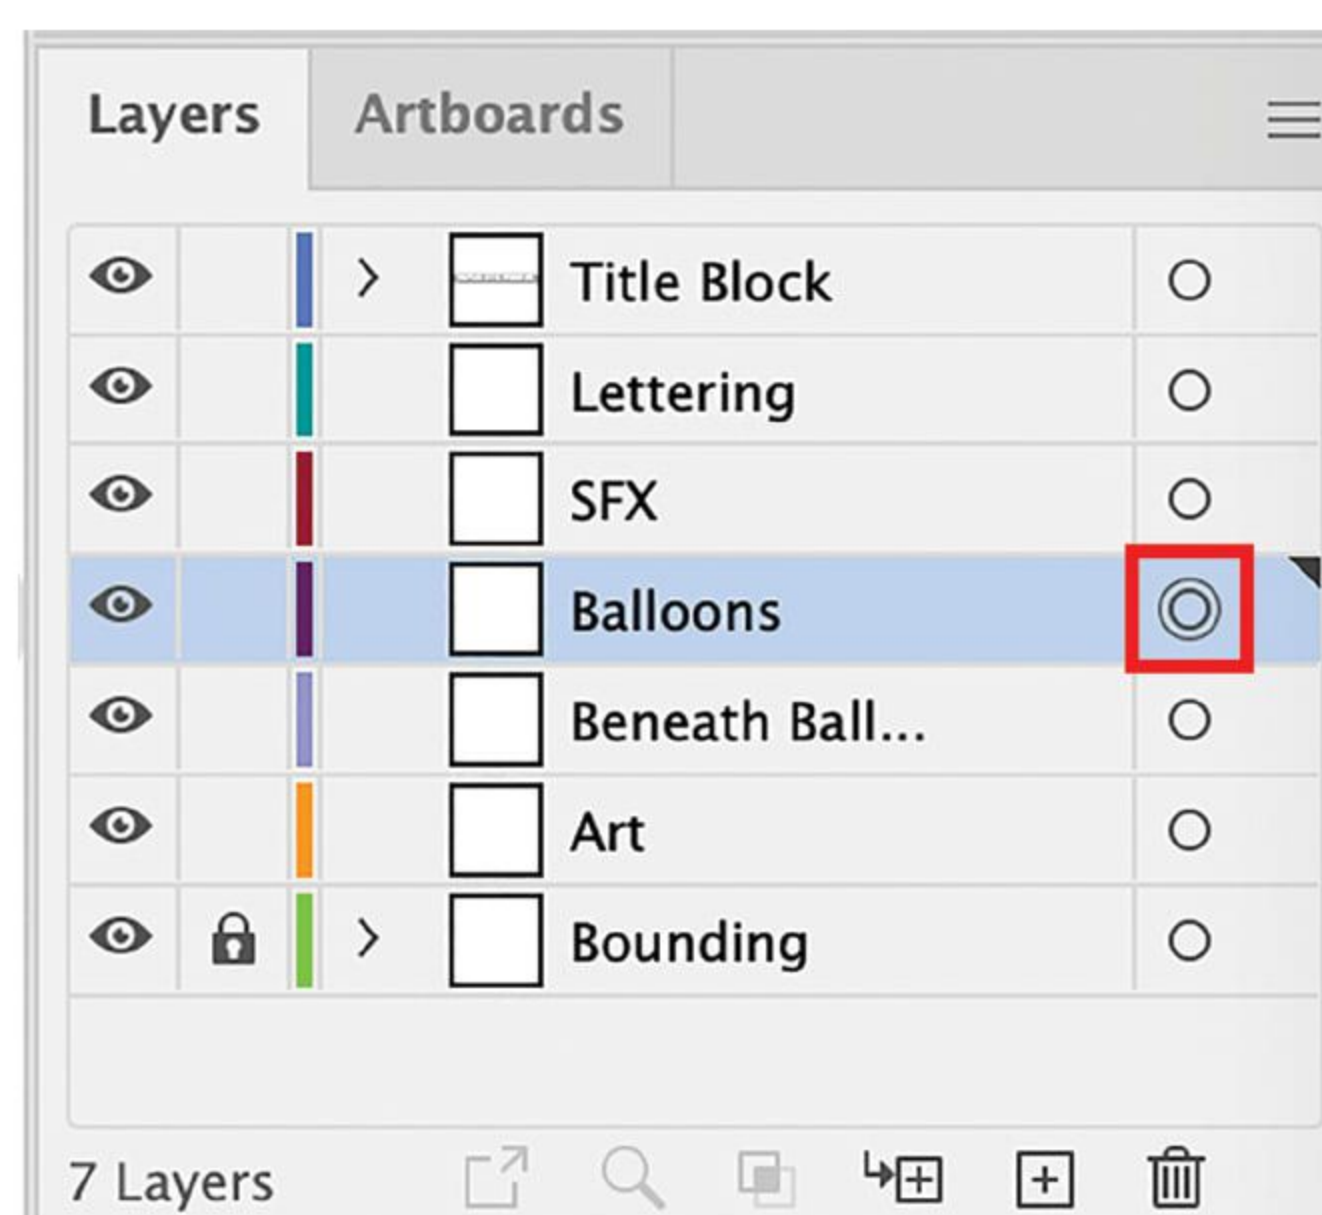 Layers Artboards
Title Block
Lettering
SFX
Balloons
Beneath Ball...
Art
Bounding
7 Layers